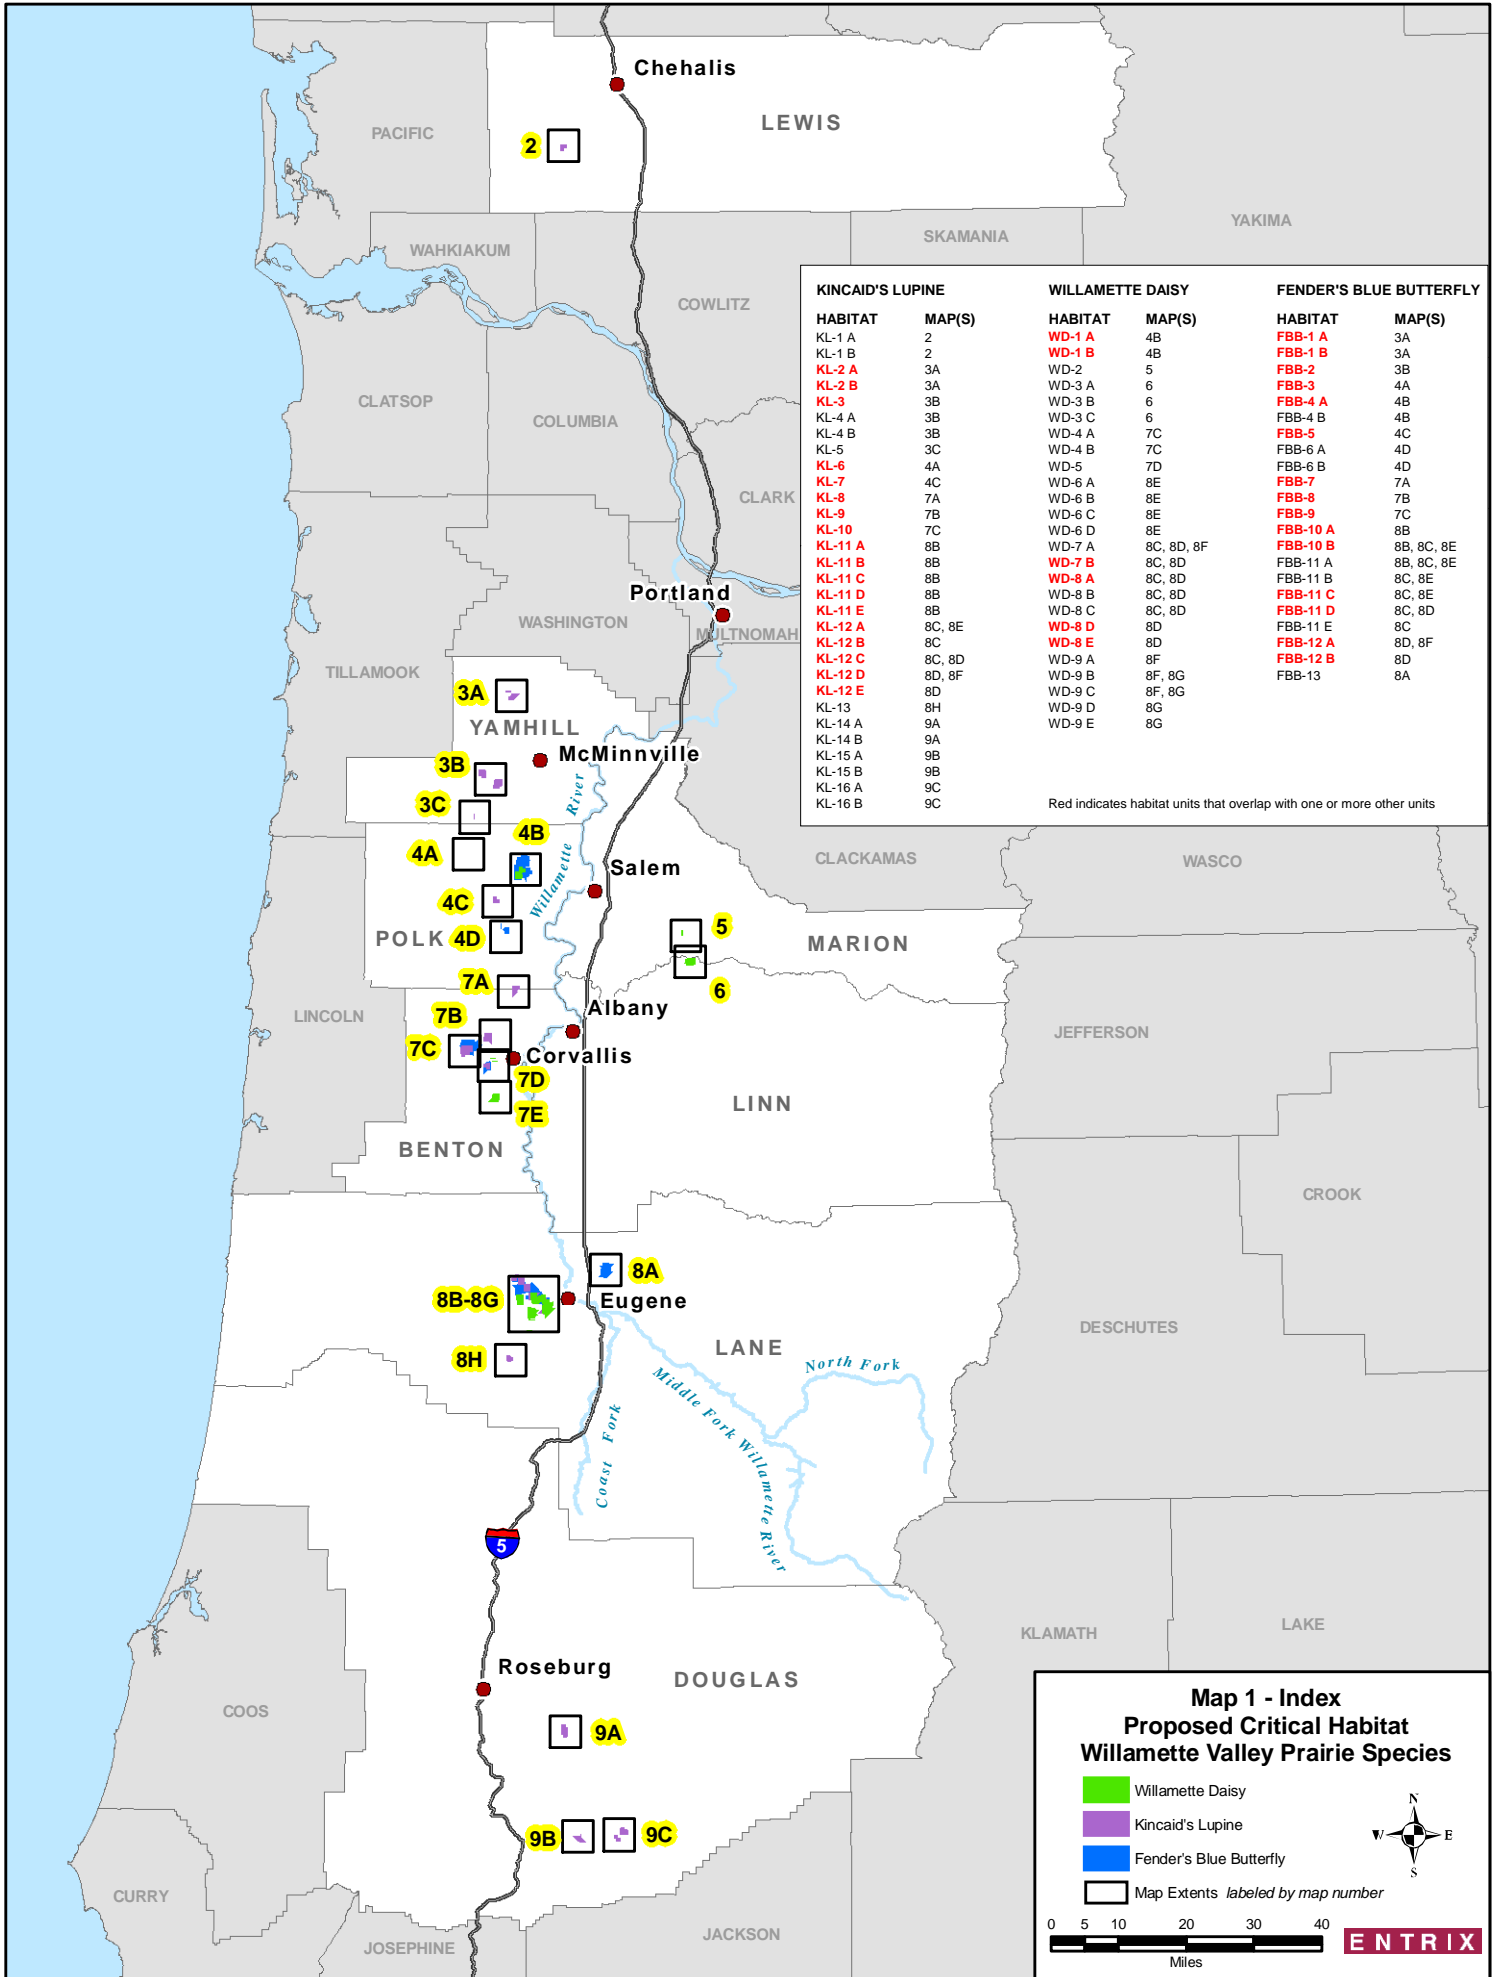 Chehalis
LEWIS
PACIFIC
2
YAKIMA
SKAMANIA
WAHKIAKUM
COWLITZ
KINCAID'S LUPINE WILLAMETTE DAISY FENDER'S BLUE BUTTERFLY
HABITAT MAP(S) HABITAT MAP(S) HABITAT MAP(S)
KL-1 A 2 WD-1 A 4B FBB-1 A 3A
KL-1 B 2 WD-1 B 4B FBB-1 B 3A
KL-2 A 3A WD-2 5 FBB-2 3B
KL-2 B 3A WD-3 A 6 FBB-3 4A
KL-3 3B WD-3 B 6 FBB-4 A 4B
KL-4 A 3B WD-3 C 6 FBB-4 B 4B
KL-4 B 3B WD-4 A 7C FBB-5 4C
KL-5 3C WD-4 B 7C FBB-6 A 4D
KL-6 4A WD-5 7D FBB-6 B 4D
KL-7 4C WD-6 A 8E FBB-7 7A
KL-8 7A WD-6 B 8E FBB-8 7B
KL-9 7B WD-6 C 8E FBB-9 7C
KL-10 7C WD-6 D 8E FBB-10 A 8B
KL-11 A 8B WD-7 A 8C, 8D, 8F FBB-10 B 8B, 8C, 8E
KL-11 B 8B WD-7 B 8C, 8D FBB-11 A 8B, 8C, 8E
KL-11 C 8B WD-8 A 8C, 8D FBB-11 B 8C, 8E
KL-11 D 8B WD-8 B 8C, 8D FBB-11 C 8C, 8E
KL-11 E 8B WD-8 C 8C, 8D FBB-11 D 8C, 8D
KL-12 A 8C, 8E WD-8 D 8D FBB-11 E 8C
KL-12 B 8C WD-8 E 8D FBB-12 A 8D, 8F
KL-12 C 8C, 8D WD-9 A 8F FBB-12 B 8D
KL-12 D 8D, 8F WD-9 B 8F, 8G FBB-13 8A
KL-12 E 8D WD-9 C 8F, 8G
KL-13 8H WD-9 D 8G
KL-14 A 9A WD-9 E 8G
KL-14 B 9A
KL-15 A 9B
KL-15 B 9B
KL-16 A 9C
KL-16 B 9C Red indicates habitat units that overlap with one or more other units
CLATSOP
COLUMBIA
CLARK
Portland
WASHINGTON
MULTNOMAH
TILLAMOOK
3A
YAMHILL
McMinnville
3B
3C
4B
4A
Willamette River
Salem
CLACKAMAS
WASCO
4C
POLK
4D
5
MARION
6
7A
Albany
LINCOLN
7B
7C
Corvallis
7D
7E
JEFFERSON
LINN
BENTON
CROOK
8A
8B-8G
Eugene
DESCHUTES
LANE
8H
North Fork
Middle Fork Willamette River
Coast Fork
5
KLAMATH
LAKE
Roseburg
DOUGLAS
COOS
9A
9B
9C
CURRY
JOSEPHINE
JACKSON
Map 1 - Index
Proposed Critical Habitat
Willamette Valley Prairie Species
Willamette Daisy
Kincaid's Lupine
Fender's Blue Butterfly
Map Extents labeled by map number
N
W E
S
0 5 10 20 30 40
Miles
ENTRIX